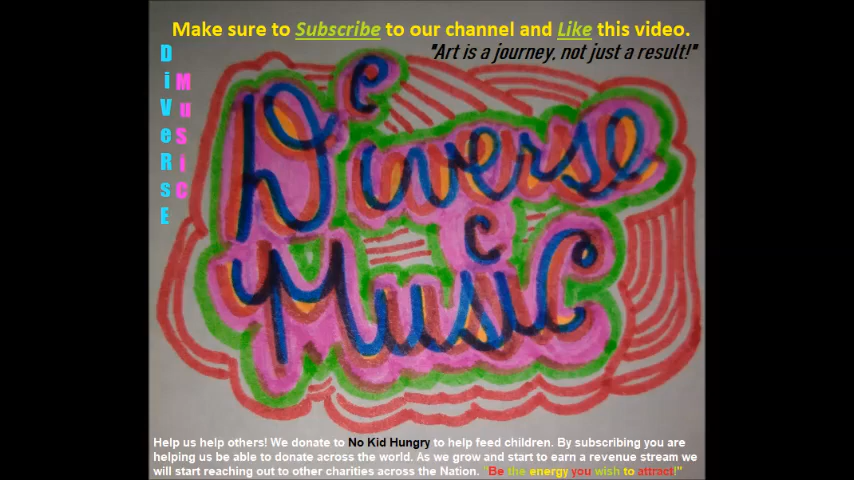 Make sure to Subscribe to our channel and Like this video.
"Art is a journey, not just a result!"
DiVeRsE
MusiC
Diverse
Music
Help us help others! We donate to No Kid Hungry to help feed children. By subscribing you are
helping us be able to donate across the world. As we grow and start to earn a revenue stream we
will start reaching out to other charities across the Nation. "Be the energy you wish to attract!"